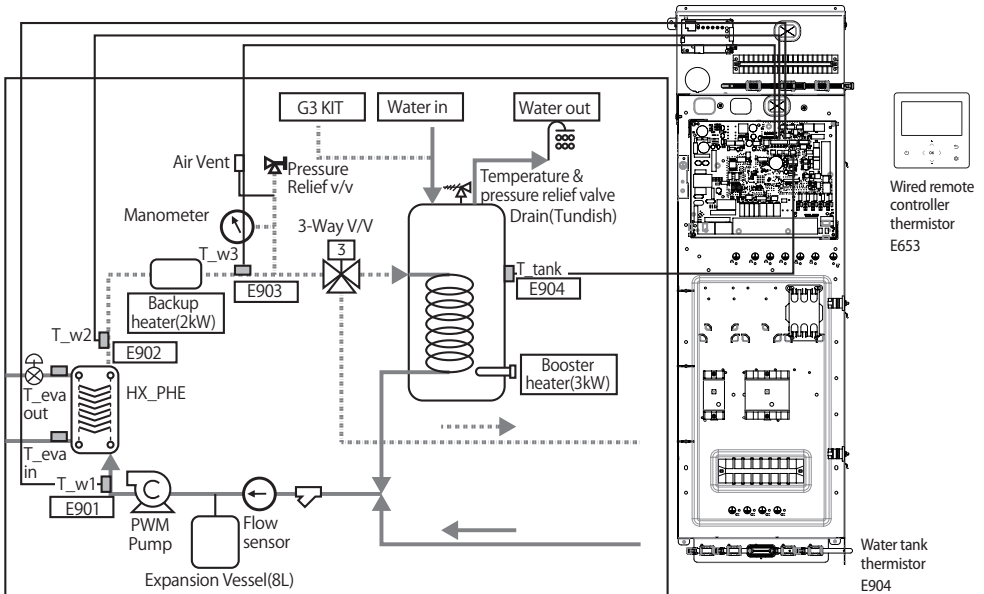 G3 KIT
Water in
Water out
Air Vent
Pressure
Relief v/v
Temperature &
pressure relief valve
Drain(Tundish)
Manometer
3-Way V/V
3
T_w3
E903
T_tank
E904
Backup
heater(2kW)
T_w2
E902
Booster
heater(3kW)
HX_PHE
T_eva
out
T_eva
in
T_w1
E901
C
PWM
Pump
Flow
sensor
Expansion Vessel(8L)
OK
Wired remote
controller
thermistor
E653
Water tank
thermistor
E904